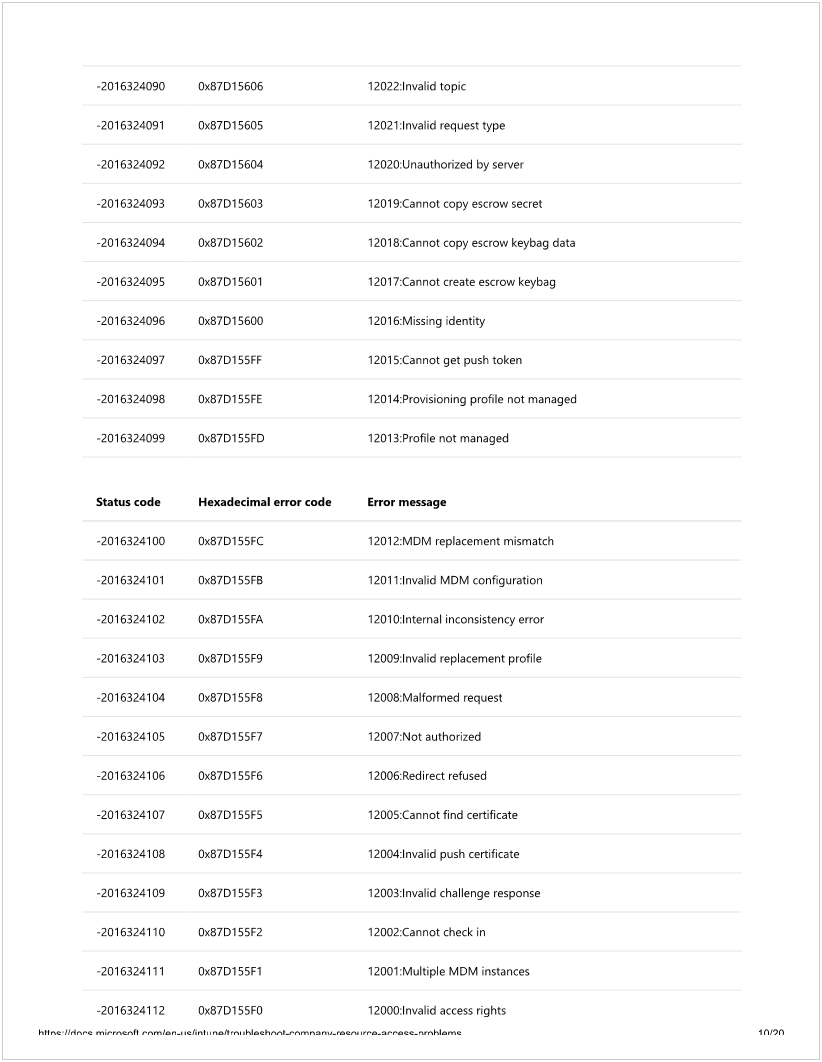 -2016324090 0x87D15606 12022:Invalid topic
-2016324091 0x87D15605 12021:Invalid request type
-2016324092 0x87D15604 12020:Unauthorized by server
-2016324093 0x87D15603 12019:Cannot copy escrow secret
-2016324094 0x87D15602 12018:Cannot copy escrow keybag data
-2016324095 0x87D15601 12017:Cannot create escrow keybag
-2016324096 0x87D15600 12016:Missing identity
-2016324097 0x87D155FF 12015:Cannot get push token
-2016324098 0x87D155FE 12014:Provisioning profile not managed
-2016324099 0x87D155FD 12013:Profile not managed
Status code Hexadecimal error code Error message
-2016324100 0x87D155FC 12012:MDM replacement mismatch
-2016324101 0x87D155FB 12011:Invalid MDM configuration
-2016324102 0x87D155FA 12010:Internal inconsistency error
-2016324103 0x87D155F9 12009:Invalid replacement profile
-2016324104 0x87D155F8 12008:Malformed request
-2016324105 0x87D155F7 12007:Not authorized
-2016324106 0x87D155F6 12006:Redirect refused
-2016324107 0x87D155F5 12005:Cannot find certificate
-2016324108 0x87D155F4 12004:Invalid push certificate
-2016324109 0x87D155F3 12003:Invalid challenge response
-2016324110 0x87D155F2 12002:Cannot check in
-2016324111 0x87D155F1 12001:Multiple MDM instances
-2016324112 0x87D155F0 12000:Invalid access rights
https://docs.microsoft.com/en-us/intune/troubleshoot-company-resource-access-problems 10/20